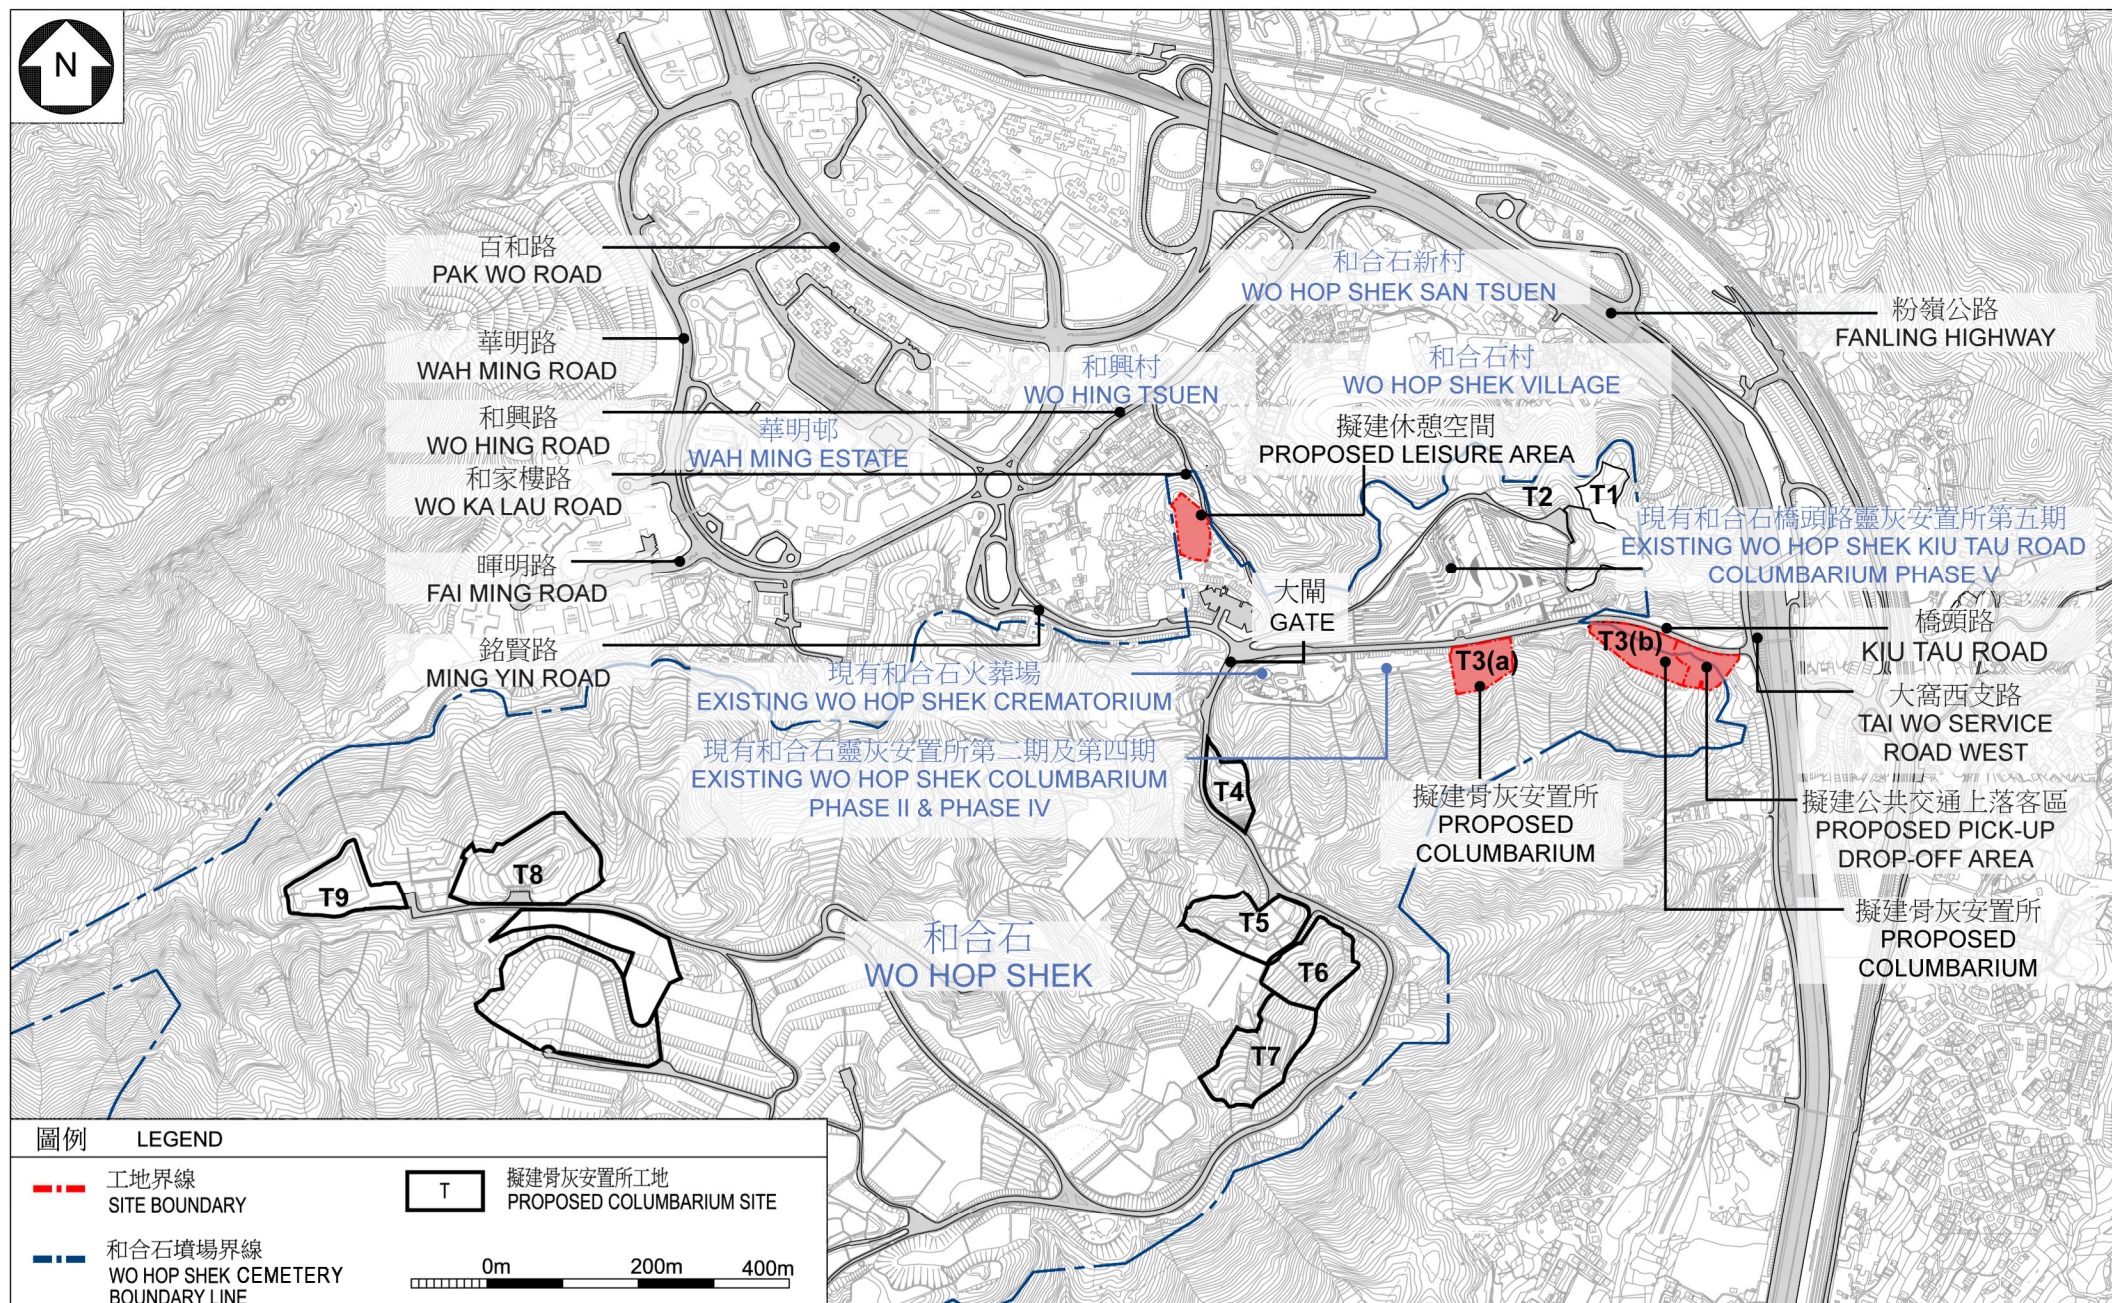 N
百和路
PAK WO ROAD
華明路
WAH MING ROAD
和興路
WO HING ROAD
和家樓路
WO KA LAU ROAD
暉明路
FAI MING ROAD
銘賢路
MING YIN ROAD
華明邨
WAH MING ESTATE
和興村
WO HING TSUEN
和合石新村
WO HOP SHEK SAN TSUEN
和合石村
WO HOP SHEK VILLAGE
粉嶺公路
FANLING HIGHWAY
擬建休憩空間
PROPOSED LEISURE AREA
T2
T1
現有和合石橋頭路靈灰安置所第五期
EXISTING WO HOP SHEK KIU TAU ROAD
COLUMBARIUM PHASE V
大閘
GATE
橋頭路
KIU TAU ROAD
T3(a)
T3(b)
大窩西支路
TAI WO SERVICE
ROAD WEST
現有和合石火葬場
EXISTING WO HOP SHEK CREMATORIUM
現有和合石靈灰安置所第二期及第四期
EXISTING WO HOP SHEK COLUMBARIUM
PHASE II & PHASE IV
擬建骨灰安置所
PROPOSED
COLUMBARIUM
擬建公共交通上落客區
PROPOSED PICK-UP
DROP-OFF AREA
擬建骨灰安置所
PROPOSED
COLUMBARIUM
T4
T9
T8
T5
T6
T7
和合石
WO HOP SHEK
圖例 LEGEND
工地界線
SITE BOUNDARY
T
擬建骨灰安置所工地
PROPOSED COLUMBARIUM SITE
和合石墳場界線
WO HOP SHEK CEMETERY
BOUNDARY LINE
0m 200m 400m